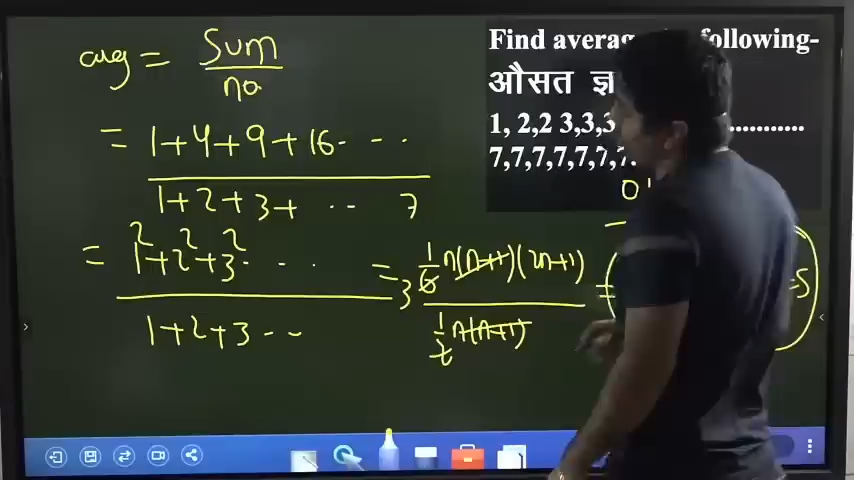 avg = Sum / no
= 1+4+9+16- - - / 1+2+3+ - - 7
= 1²+2²+3² - - - / 1+2+3 - -
= 3 1/6 n(n+1)(2n+1) / 1/2 n(n+1) =
= 5
Find averag following-
औसत
1, 2,2 3,3,3 ............
7,7,7,7,7,7,7.